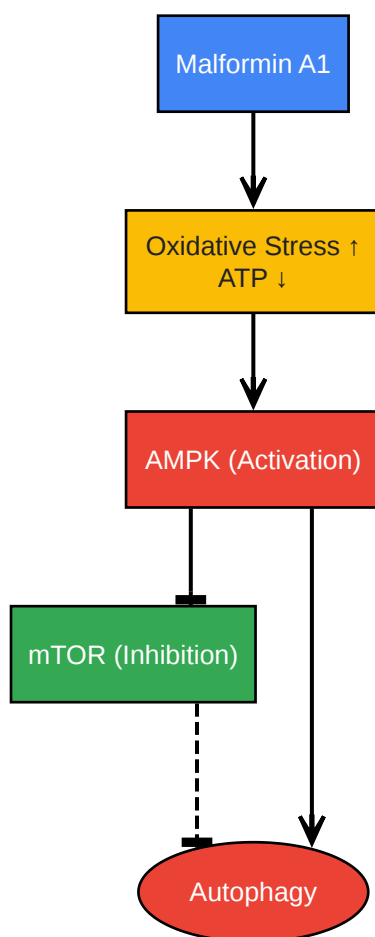 Malformin A1
Oxidative Stress ↑
ATP ↓
AMPK (Activation)
mTOR (Inhibition)
Autophagy